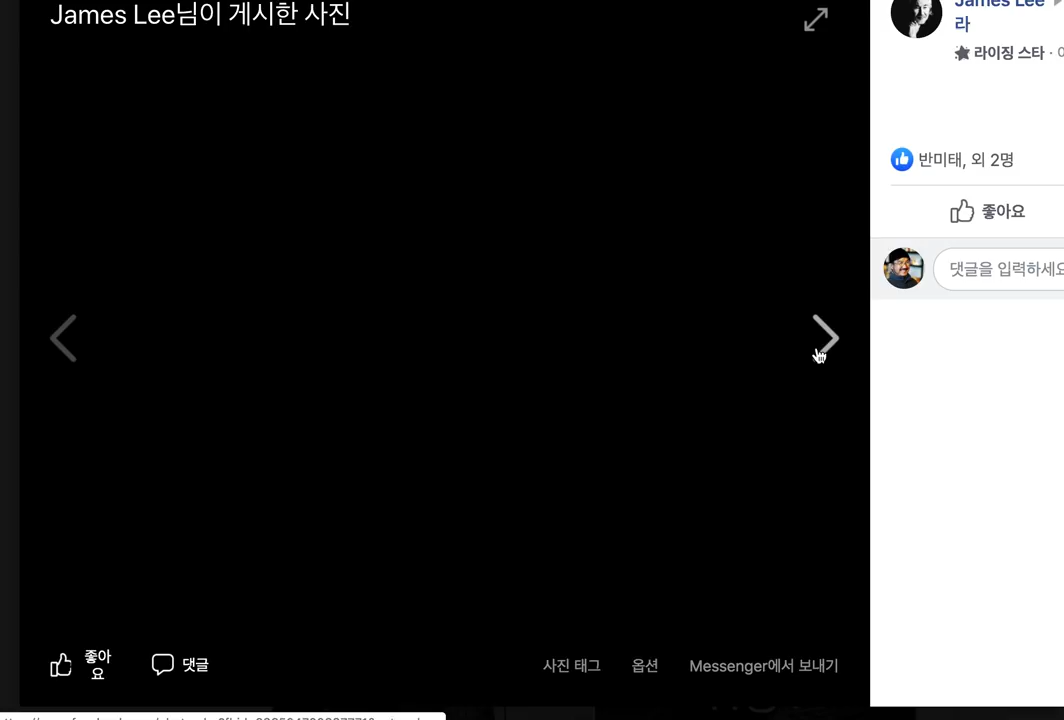 James Lee님이 게시한 사진
James Lee
라
라이징 스타 ·
반미태, 외 2명
좋아요
댓글을 입력하세요
좋아
요
댓글
사진 태그
옵션
Messenger에서 보내기